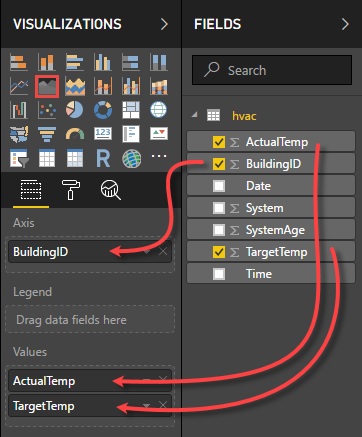 VISUALIZATIONS
R
123
Axis
BuildingID
Legend
Drag data fields here
Values
ActualTemp
TargetTemp
FIELDS
Search
hvac
ActualTemp
BuildingID
Date
System
SystemAge
TargetTemp
Time